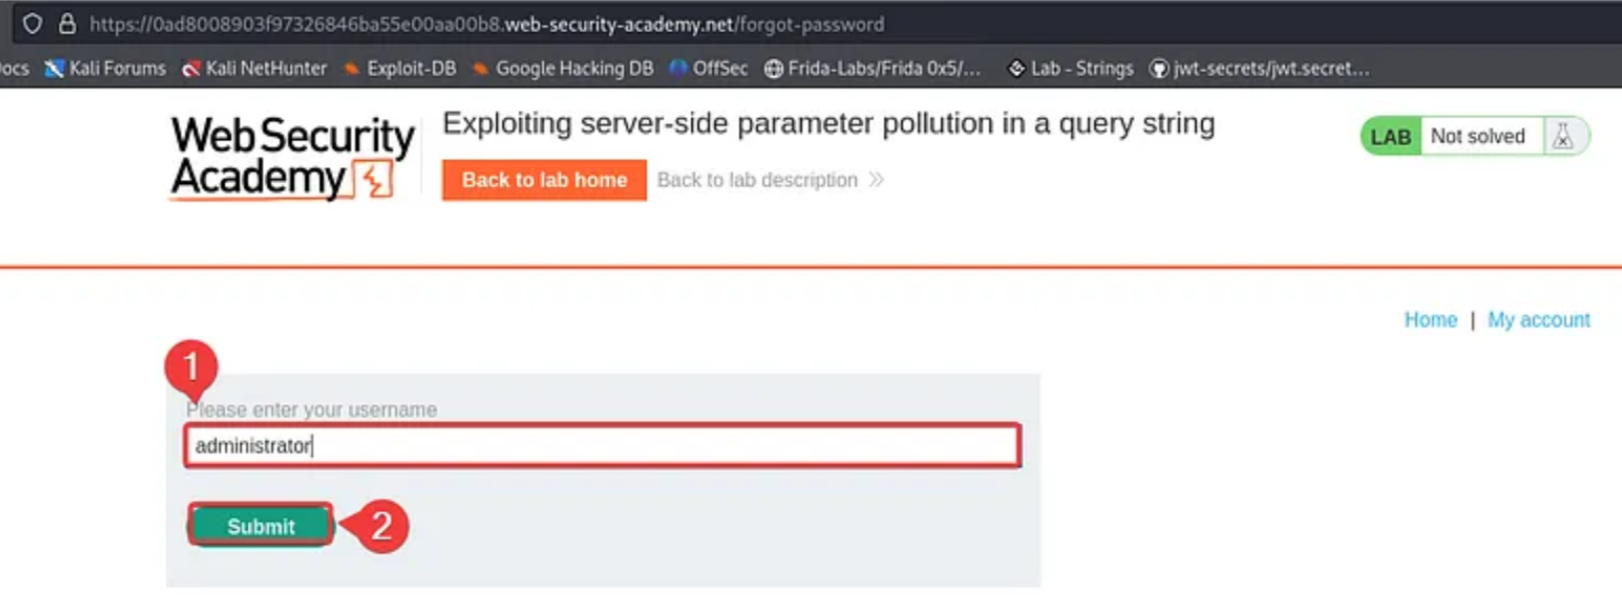 https://0ad8008903f97326846ba55e00aa00b8.web-security-academy.net/forgot-password
ocs Kali Forums Kali NetHunter Exploit-DB Google Hacking DB OffSec Frida-Labs/Frida 0x5/... Lab - Strings jwt-secrets/jwt.secret...
Exploiting server-side parameter pollution in a query string
Web Security
Academy
LAB Not solved
Back to lab home Back to lab description
Home | My account
1
Please enter your username
administrator
Submit 2